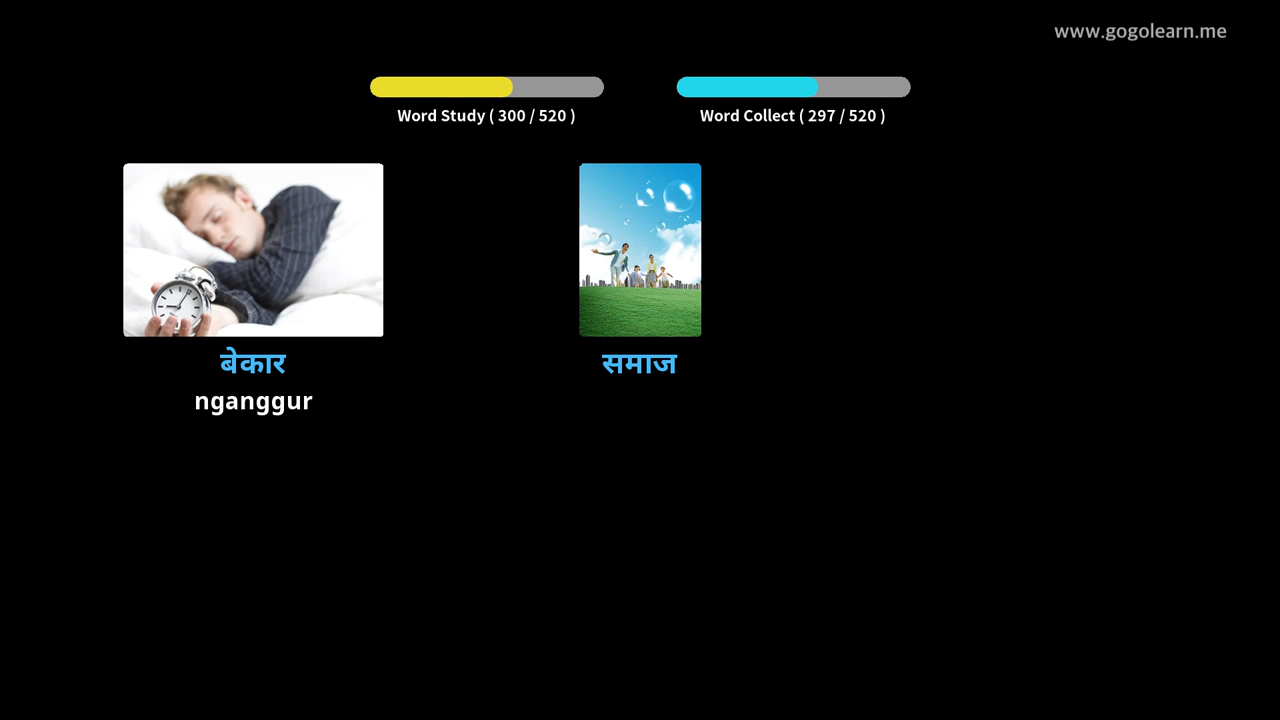 www.gogolearn.me
Word Study ( 300 / 520 )
Word Collect ( 297 / 520 )
बेकार
nganggur
समाज